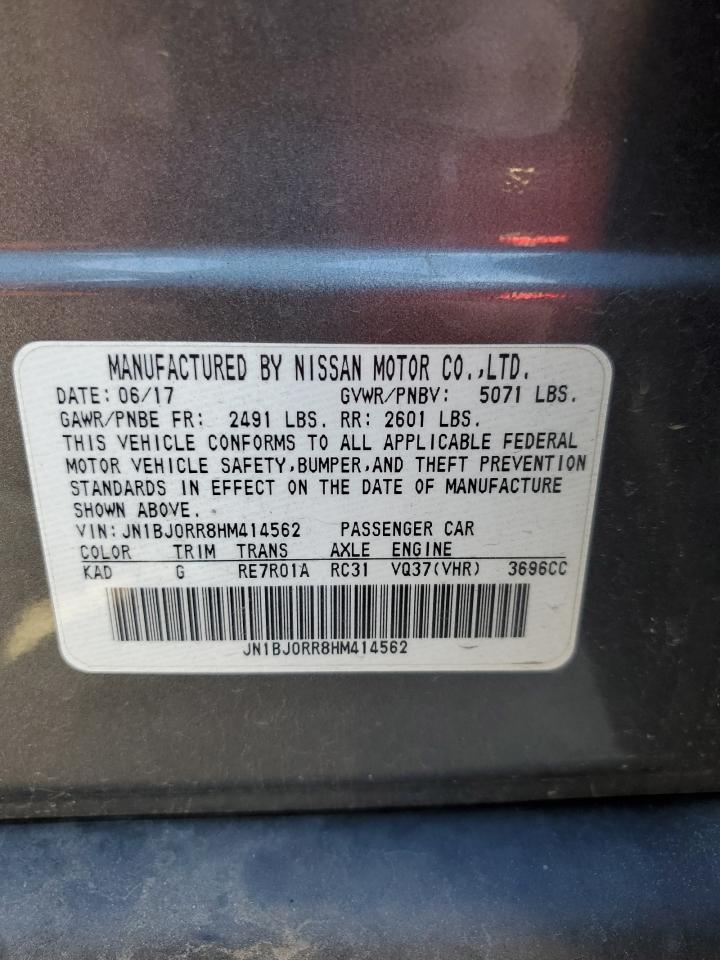 MANUFACTURED BY NISSAN MOTOR CO.,LTD.
DATE: 06/17 GVWR/PNBV: 5071 LBS.
GAWR/PNBE FR: 2491 LBS. RR: 2601 LBS.
THIS VEHICLE CONFORMS TO ALL APPLICABLE FEDERAL
MOTOR VEHICLE SAFETY,BUMPER,AND THEFT PREVENTION
STANDARDS IN EFFECT ON THE DATE OF MANUFACTURE
SHOWN ABOVE.
VIN:JN1BJ0RR8HM414562 PASSENGER CAR
COLOR TRIM TRANS AXLE ENGINE
KAD G RE7R01A RC31 VQ37(VHR) 3696CC
JN1BJ0RR8HM414562